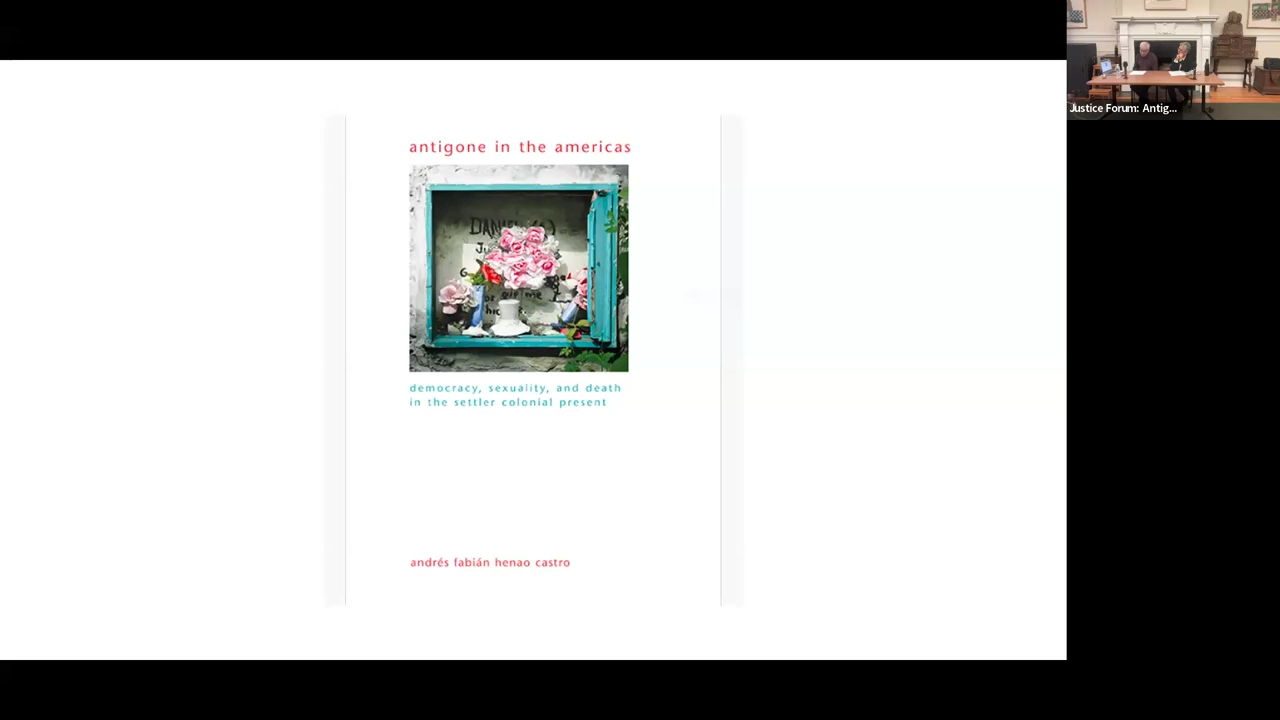 antigone in the americas
Justice Forum: Antig...
democracy, sexuality, and death
in the settler colonial present
andrés fabián henao castro